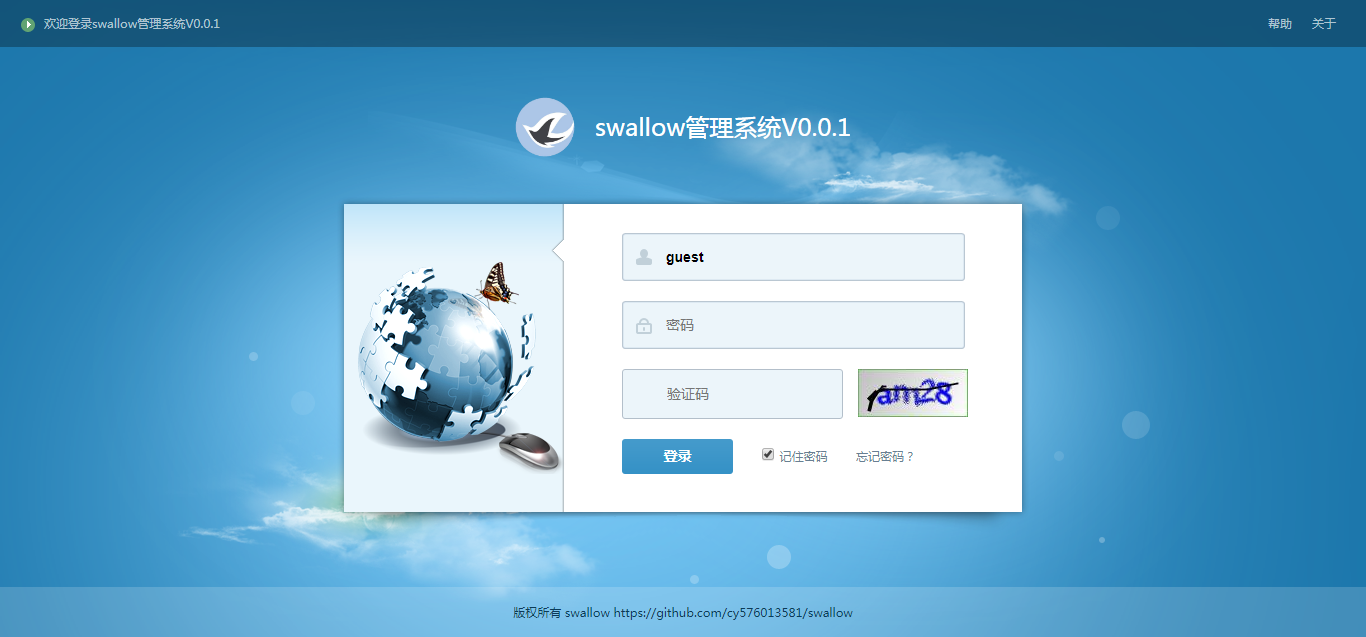 欢迎登录swallow管理系统V0.0.1
帮助 关于
swallow管理系统V0.0.1
guest
密码
验证码 am28
登录 记住密码 忘记密码？
版权所有 swallow https://github.com/cy576013581/swallow